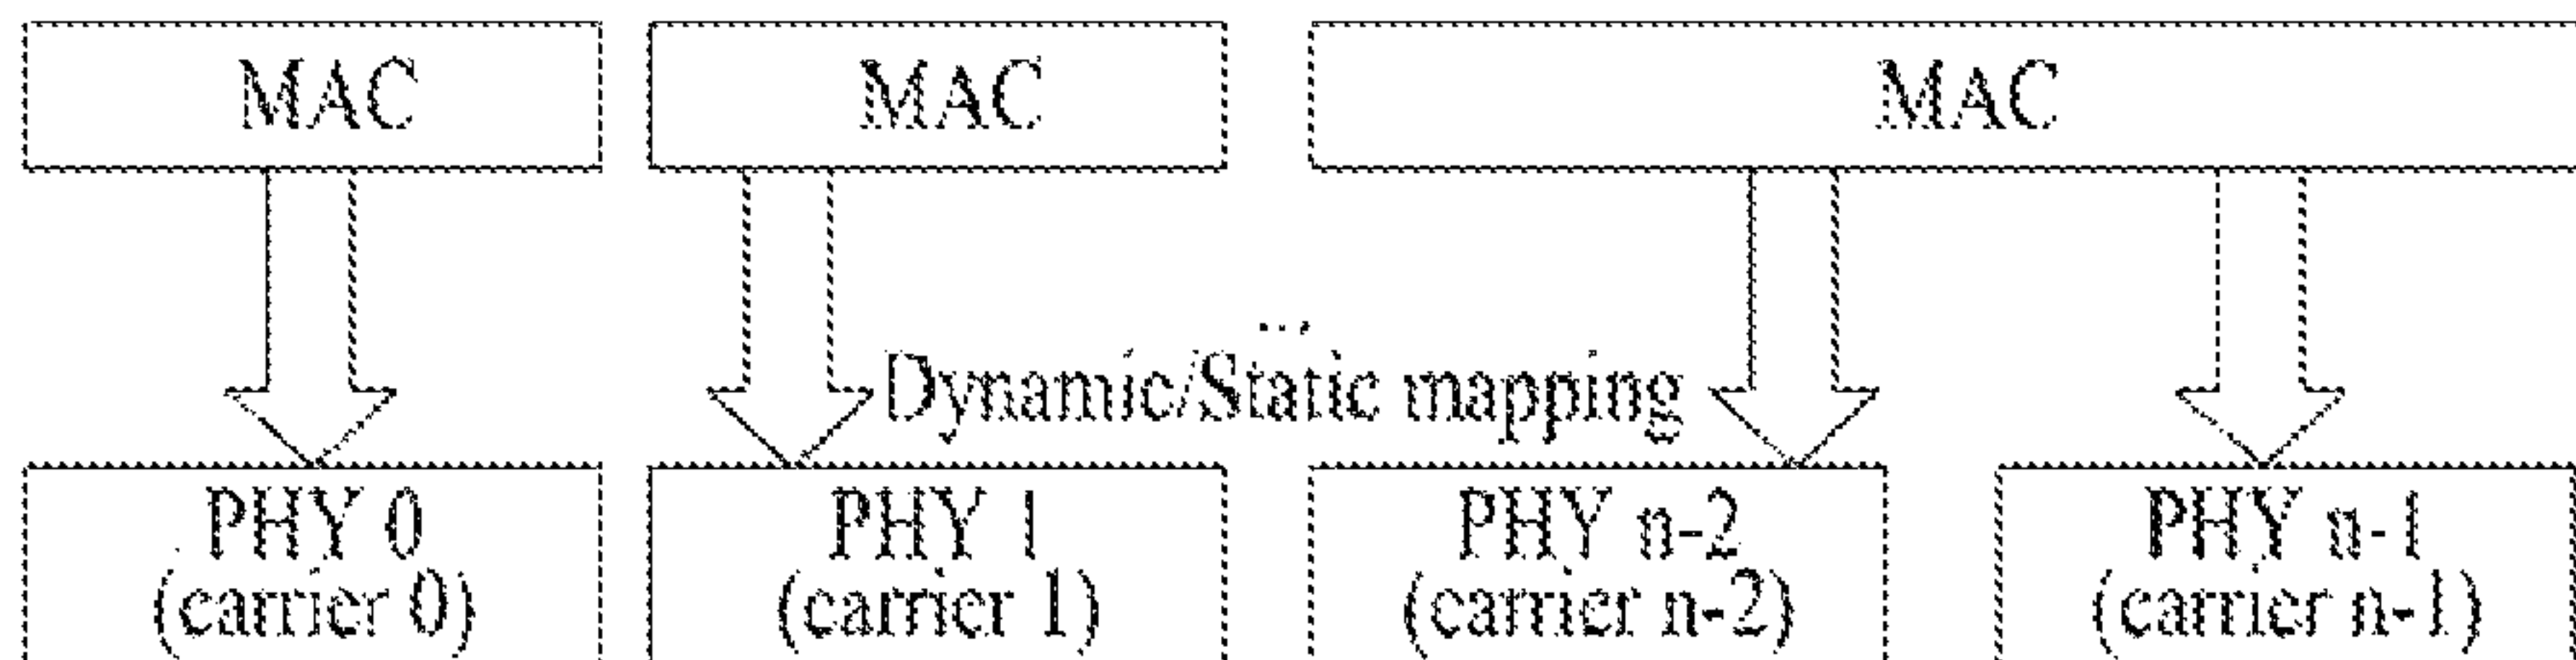 MAC
MAC
MAC
...
Dynamic/Static mapping
PHY 0
(carrier 0)
PHY 1
(carrier 1)
PHY n-2
(carrier n-2)
PHY n-1
(carrier n-1)